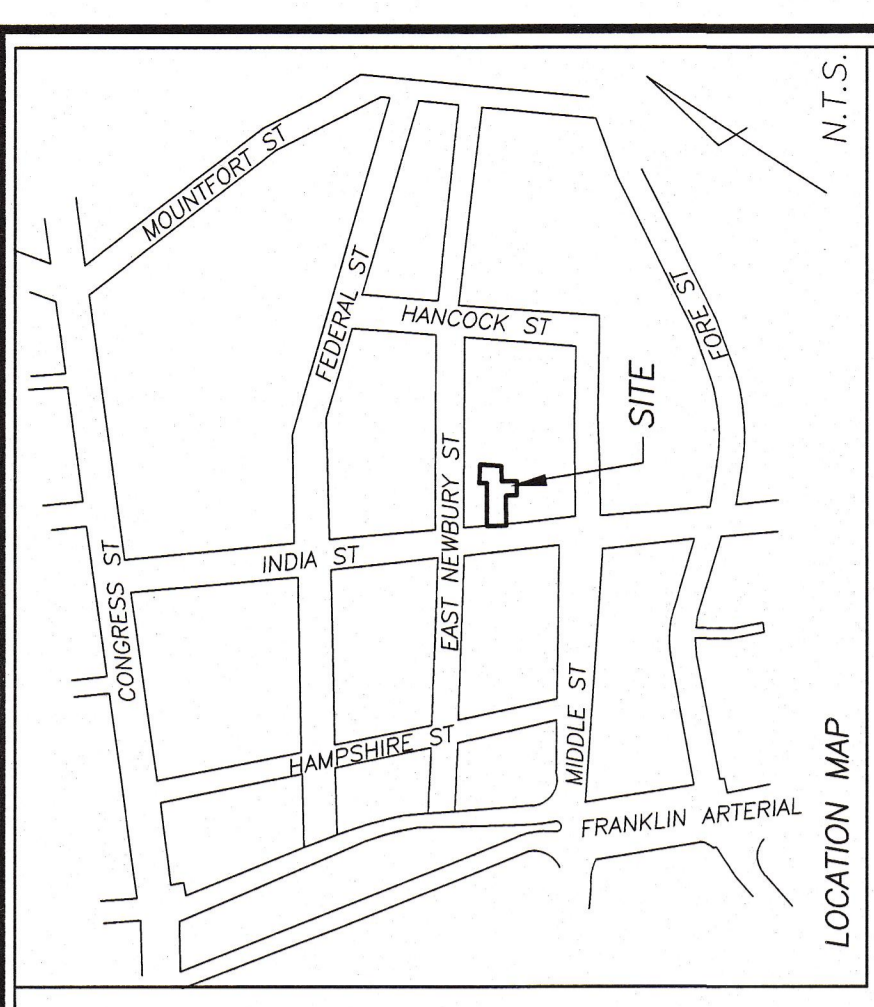 N.T.S.
MOUNTFORT ST
FEDERAL ST
HANCOCK ST
FORE ST
SITE
EAST NEWBURY ST
INDIA ST
CONGRESS ST
HAMPSHIRE ST
MIDDLE ST
FRANKLIN ARTERIAL
LOCATION MAP